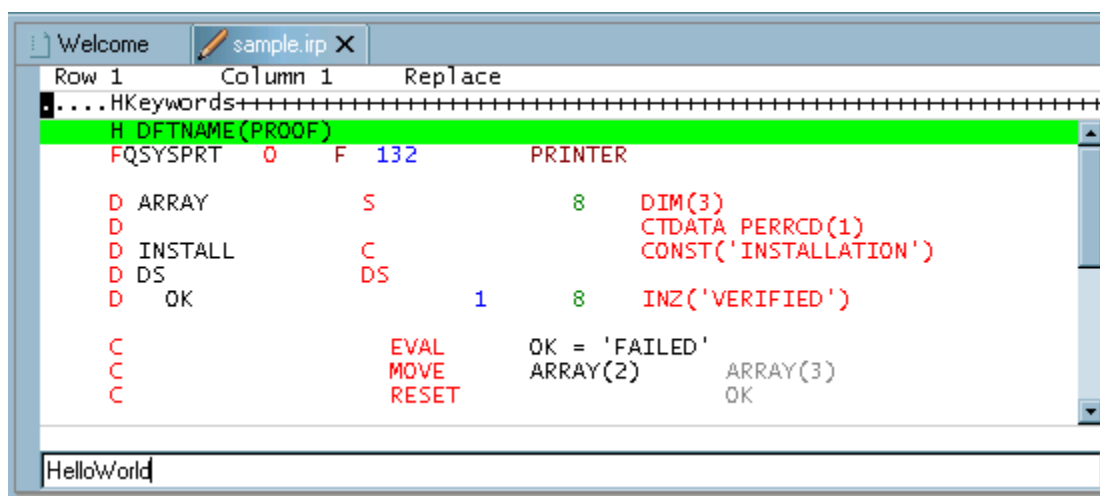 Welcome sample.irp X
Row 1 Column 1 Replace
.....HKeywords++++++++++++++++++++++++++++++++++++++++++++++++++++++++++++++
H DFTNAME(PROOF)
FQSYSPRT O F 132 PRINTER
D ARRAY S 8 DIM(3)
D CTDATA PERRCD(1)
D INSTALL C CONST('INSTALLATION')
D DS DS
D OK 1 8 INZ('VERIFIED')
C EVAL OK = 'FAILED'
C MOVE ARRAY(2) ARRAY(3)
C RESET OK
HelloWorld